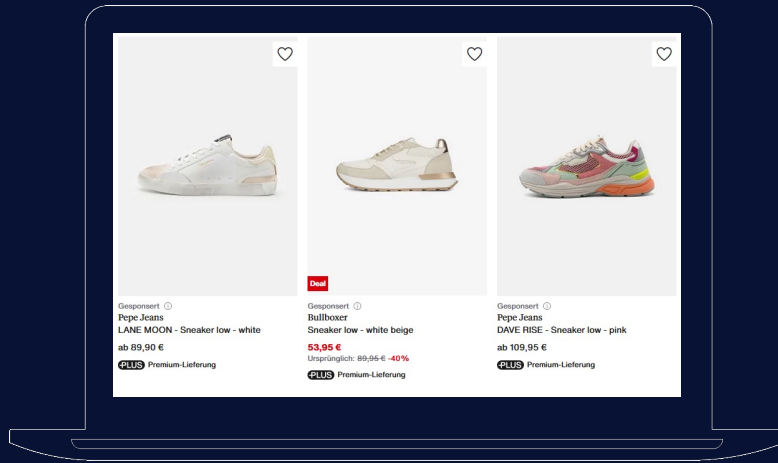 Gesponsert
Pepe Jeans
LANE MOON - Sneaker low - white
ab 89,90 €
PLUS Premium-Lieferung
Deal
Gesponsert
Bullboxer
Sneaker low - white beige
53,95 €
Ursprünglich: 89,95 € -40%
PLUS Premium-Lieferung
Gesponsert
Pepe Jeans
DAVE RISE - Sneaker low - pink
ab 109,95 €
PLUS Premium-Lieferung